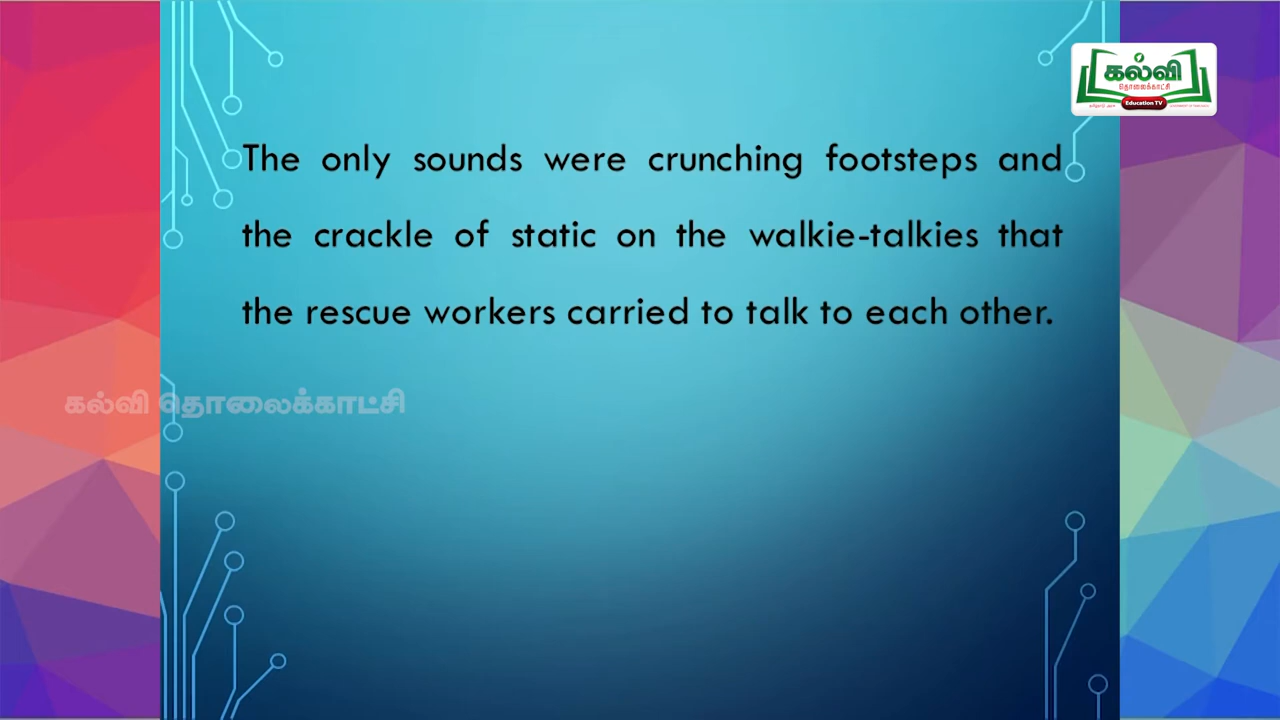 கல்வி
தொலைக்காட்சி
Education TV
The only sounds were crunching footsteps and
the crackle of static on the walkie-talkies that
the rescue workers carried to talk to each other.
கல்வி தொலைக்காட்சி